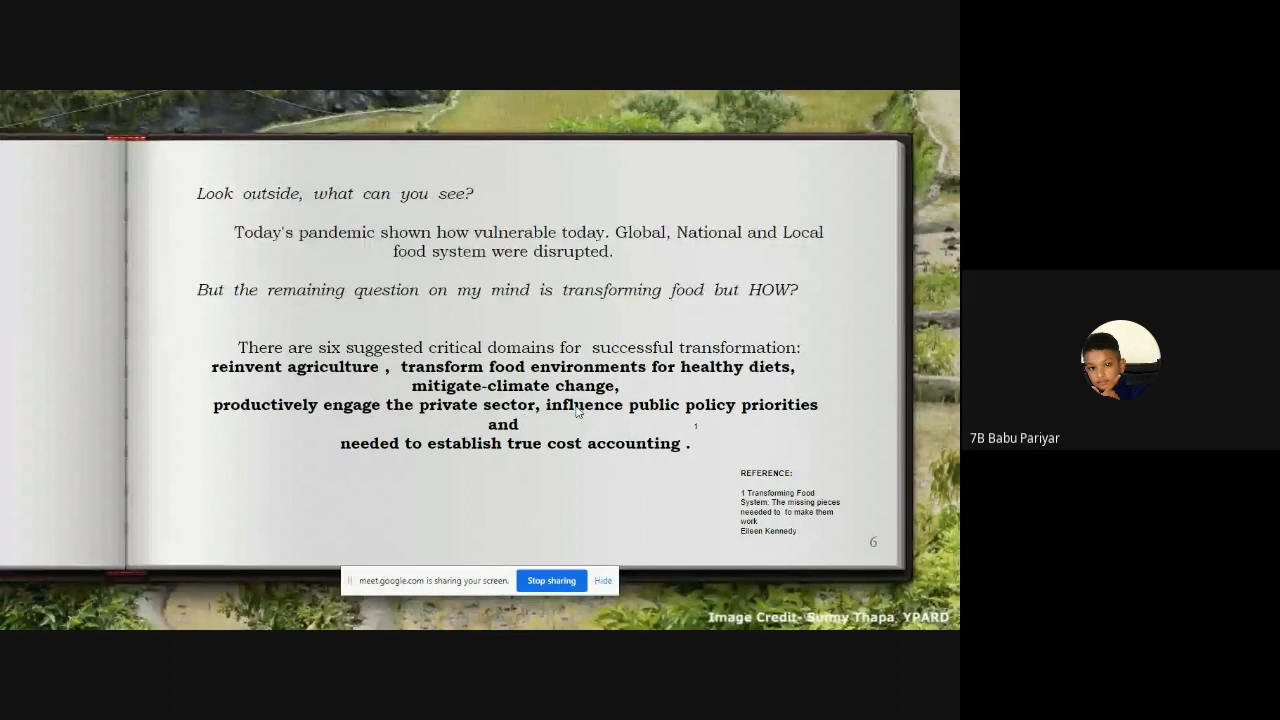 Look outside, what can you see?
Today's pandemic shown how vulnerable today. Global, National and Local
food system were disrupted.
But the remaining question on my mind is transforming food but HOW?
There are six suggested critical domains for successful transformation:
reinvent agriculture , transform food environments for healthy diets,
mitigate-climate change,
productively engage the private sector, influence public policy priorities
and 1
needed to establish true cost accounting .
REFERENCE:
1 Transforming Food
System: The missing pieces
neeeded to to make them
work
Eileen Kennedy
6
meet.google.com is sharing your screen. Stop sharing Hide
Image Credit- Sunny Thapa, YPARD
7B Babu Pariyar